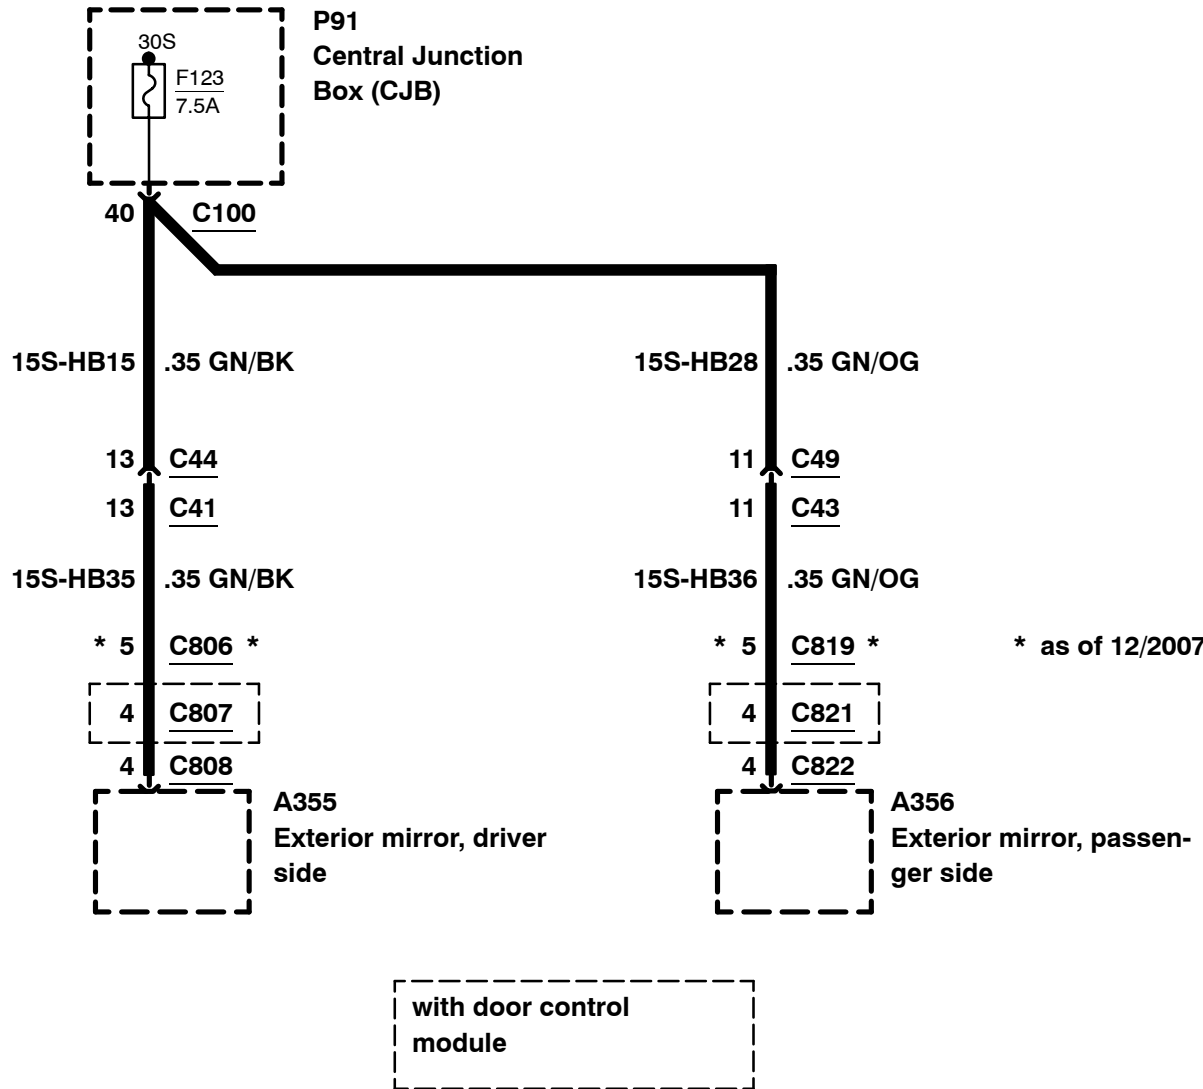 P91
Central Junction
Box (CJB)
30S
F123
7.5A
40 C100
15S-HB15 .35 GN/BK 15S-HB28 .35 GN/OG
13 C44 11 C49
13 C41 11 C43
15S-HB35 .35 GN/BK 15S-HB36 .35 GN/OG
* 5 C806 * * 5 C819 * * as of 12/2007
4 C807 4 C821
4 C808 4 C822
A355
Exterior mirror, driver
side
A356
Exterior mirror, passen-
ger side
with door control
module